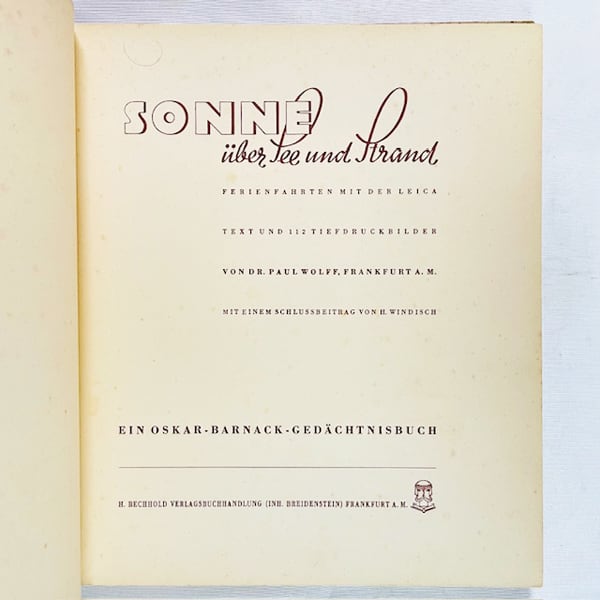 SONNE
über See und Strand
FERIENFAHRTEN MIT DER LEICA
TEXT UND 112 TIEFDRUCKBILDER
VON DR. PAUL WOLFF, FRANKFURT A. M.
MIT EINEM SCHLUSSBEITRAG VON H. WINDISCH
EIN OSKAR-BARNACK-GEDÄCHTNISBUCH
H. BECHHOLD VERLAGSBUCHHANDLUNG (INH. BREIDENSTEIN) FRANKFURT A. M.